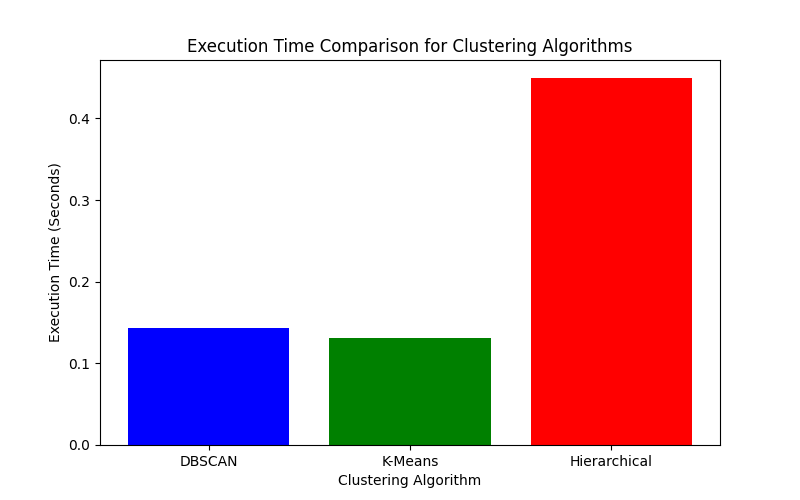 Execution Time Comparison for Clustering Algorithms
Execution Time (Seconds)
0.4
0.3
0.2
0.1
0.0
DBSCAN K-Means Hierarchical
Clustering Algorithm